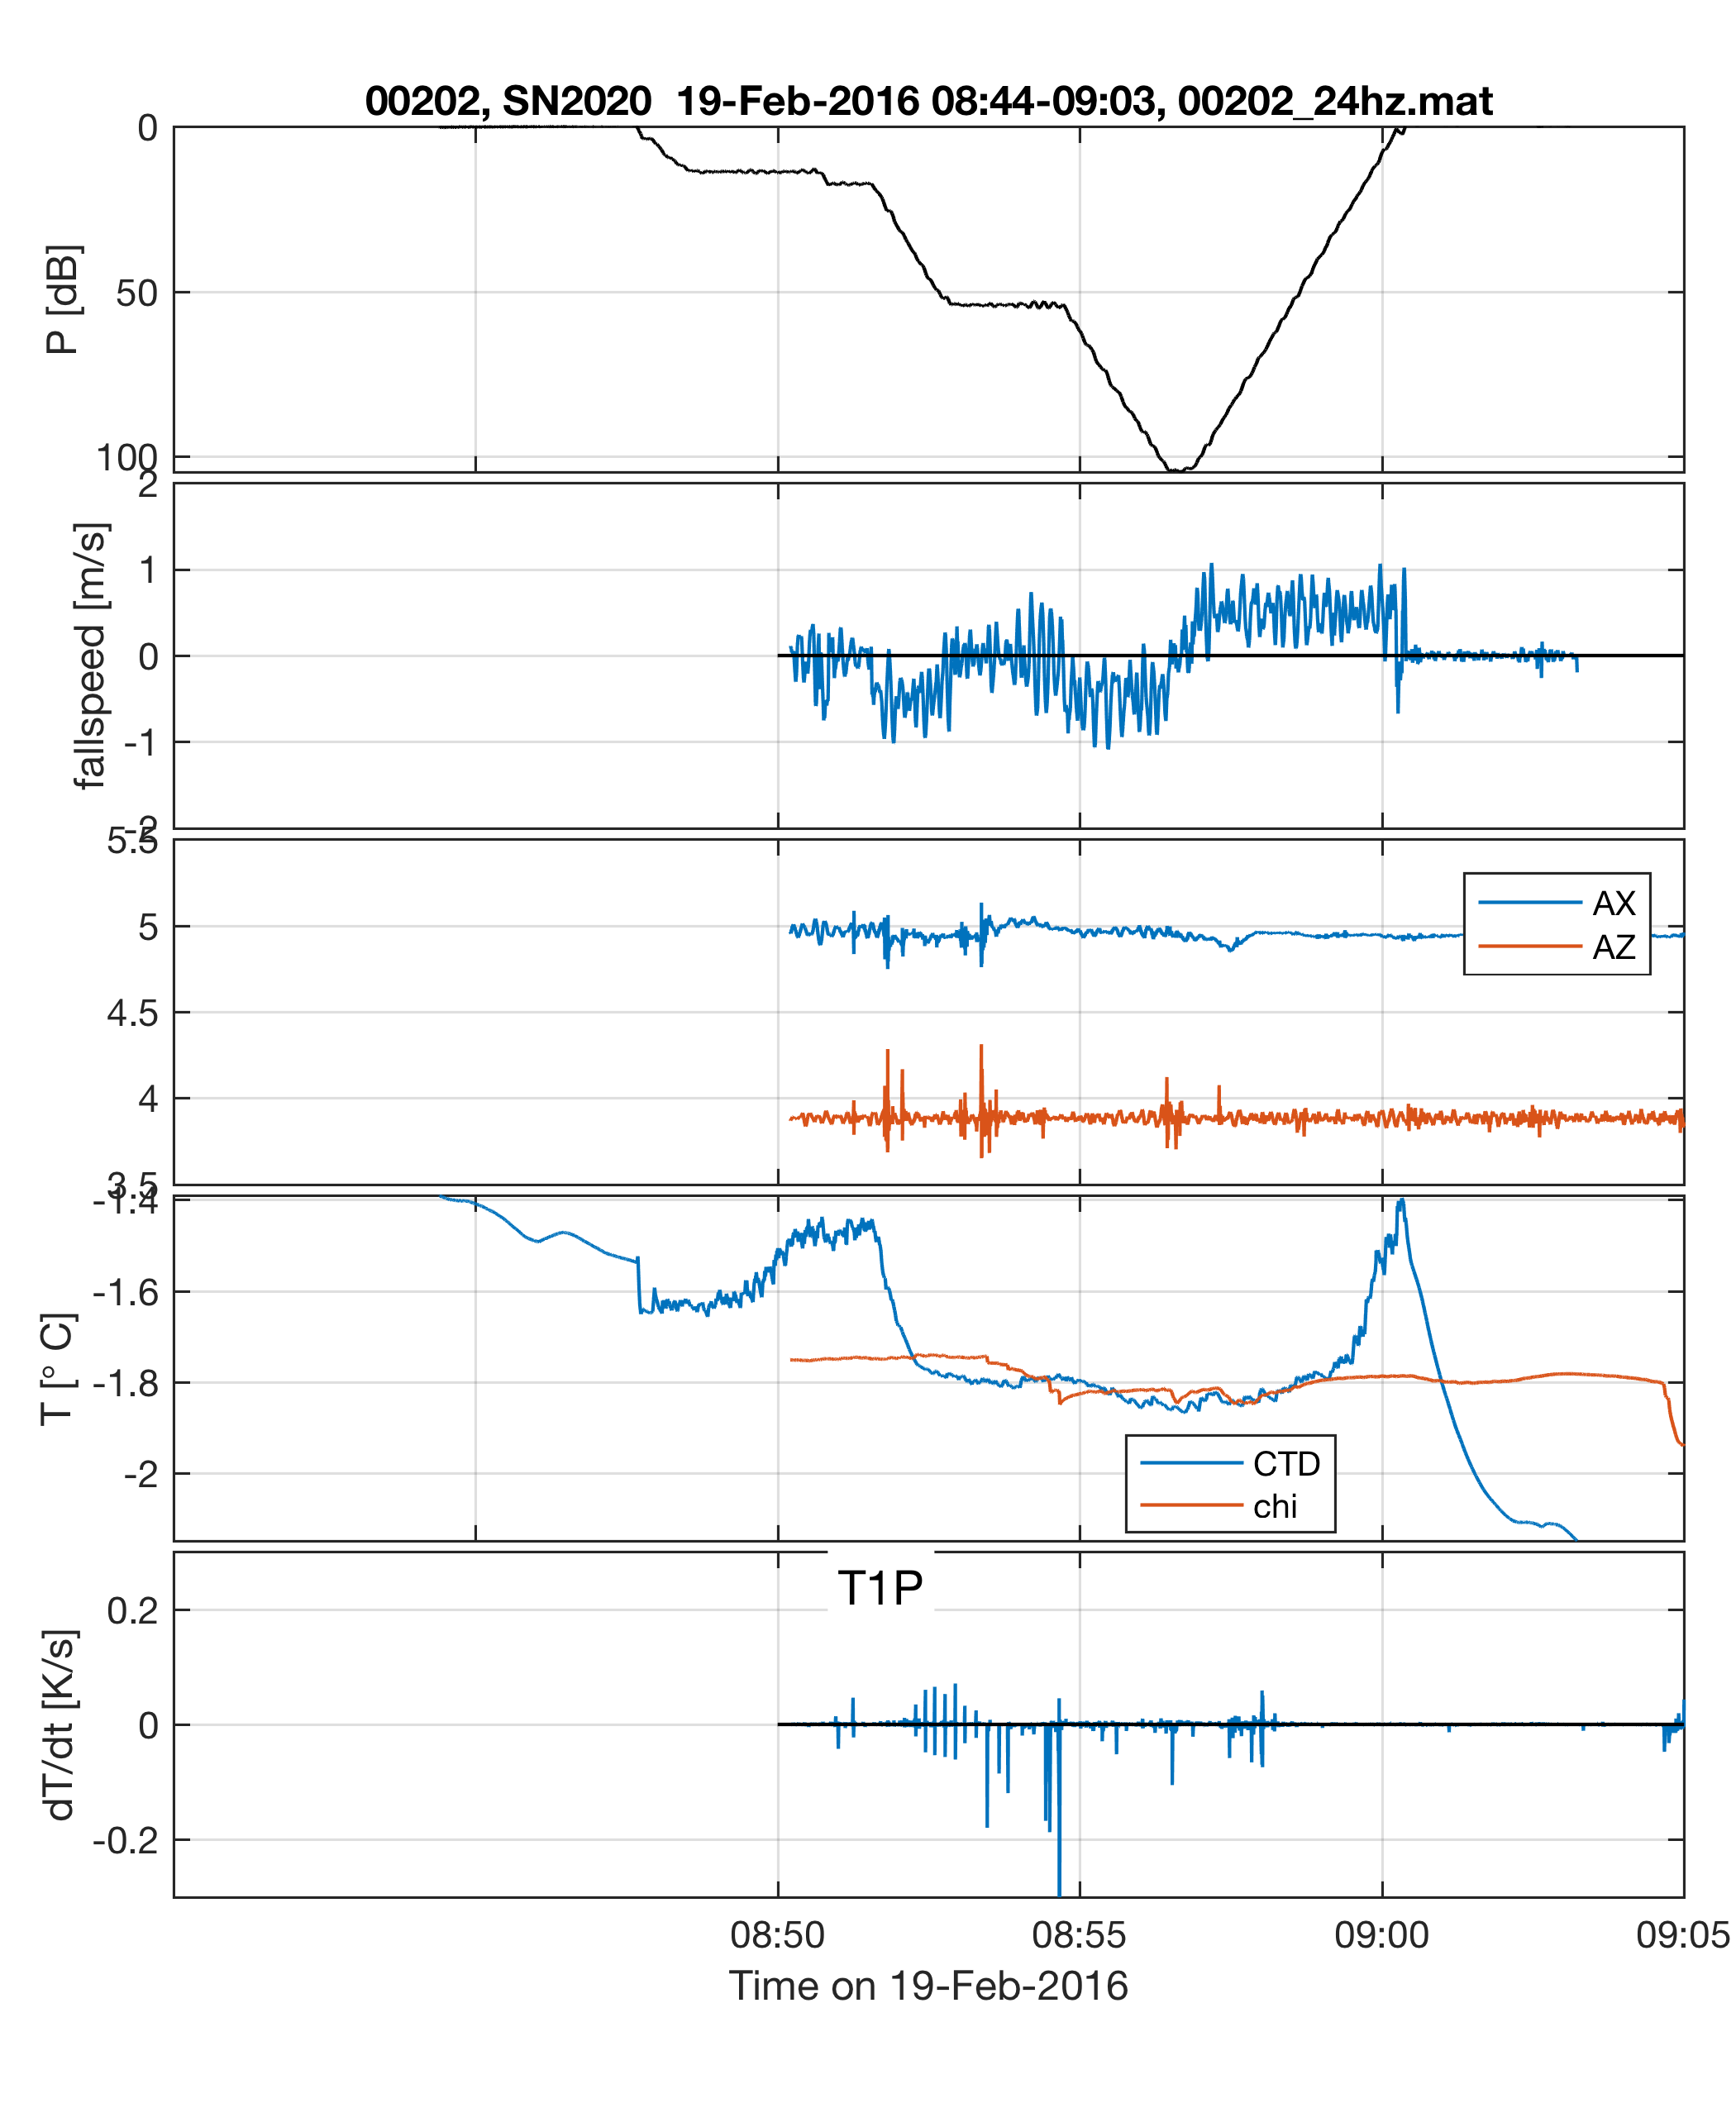 00202, SN2020  19-Feb-2016 08:44-09:03, 00202_24hz.mat
0
50
100
P [dB]
2
1
0
-1
-2
fallspeed [m/s]
5.5
5
4.5
4
3.5
AX
AZ
-1.4
-1.6
-1.8
-2
T [° C]
CTD
chi
T1P
0.2
0
-0.2
dT/dt [K/s]
08:50 08:55 09:00 09:05
Time on 19-Feb-2016